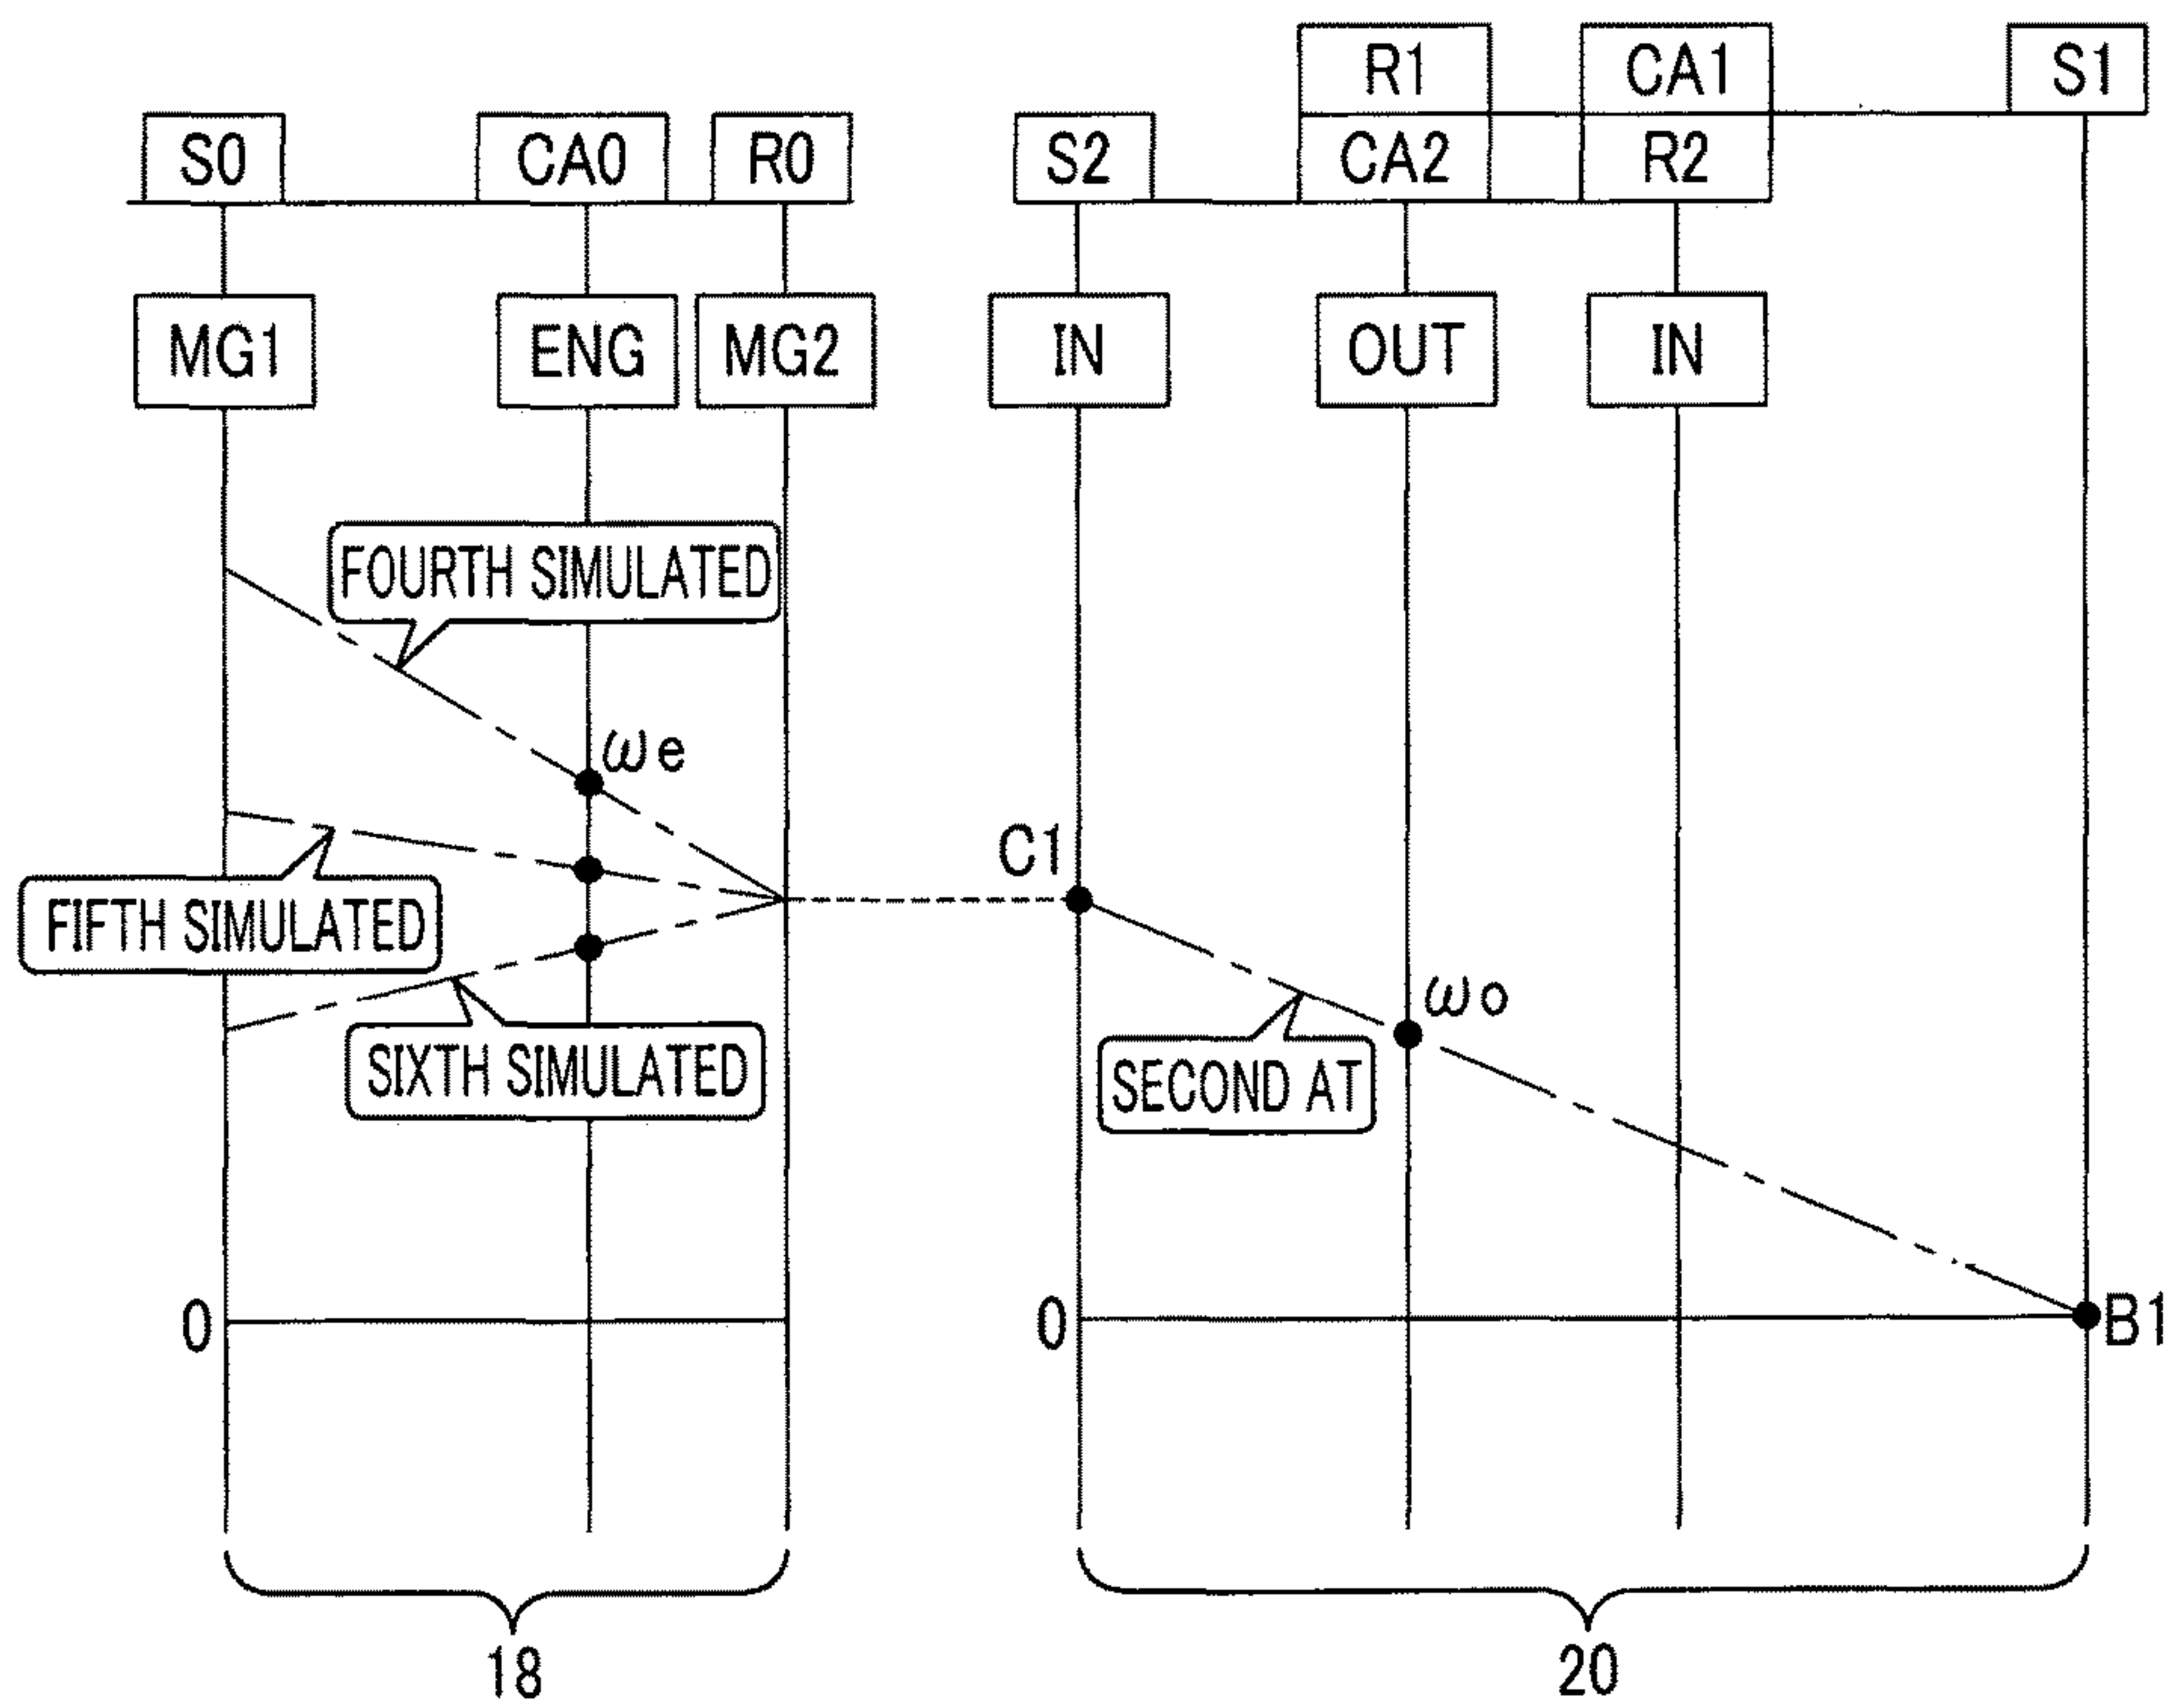 R1 CA1 S1
S0 CA0 R0 S2 CA2 R2
MG1 ENG MG2 IN OUT IN
FOURTH SIMULATED
ωe
C1
FIFTH SIMULATED
ωo
SIXTH SIMULATED
SECOND AT
0 0 B1
18 20